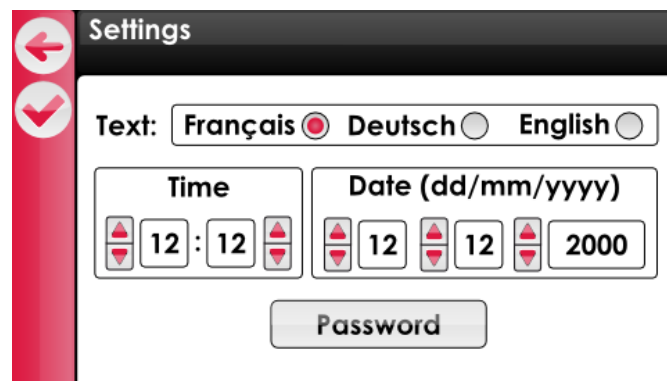 Settings
Text: Français Deutsch English
Time Date (dd/mm/yyyy)
12 : 12 12 12 2000
Password